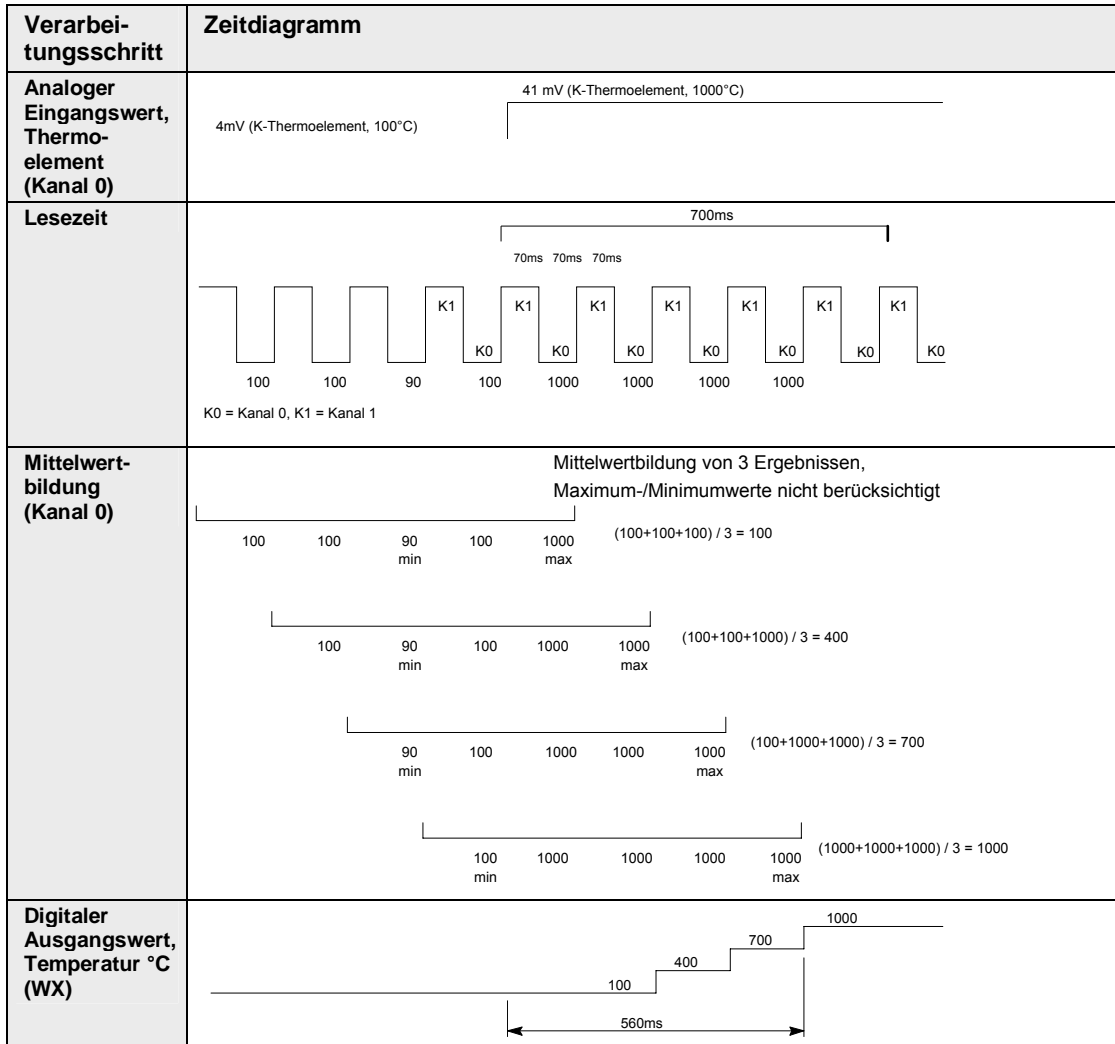 Verarbei-
tungsschritt
Zeitdiagramm
Analoger
Eingangswert,
Thermo-
element
(Kanal 0)
41 mV (K-Thermoelement, 1000°C)
4mV (K-Thermoelement, 100°C)
Lesezeit
700ms
70ms 70ms 70ms
K1 K1 K1 K1 K1 K1 K1
K0 K0 K0 K0 K0 K0 K0
100 100 90 100 1000 1000 1000 1000
K0 = Kanal 0, K1 = Kanal 1
Mittelwert-
bildung
(Kanal 0)
Mittelwertbildung von 3 Ergebnissen,
Maximum-/Minimumwerte nicht berücksichtigt
100 100 90 100 1000 (100+100+100) / 3 = 100
min max
100 90 100 1000 1000 (100+100+1000) / 3 = 400
min max
90 100 1000 1000 1000 (100+1000+1000) / 3 = 700
min max
100 1000 1000 1000 1000 (1000+1000+1000) / 3 = 1000
min max
Digitaler
Ausgangswert,
Temperatur °C
(WX)
1000
700
400
100
560ms